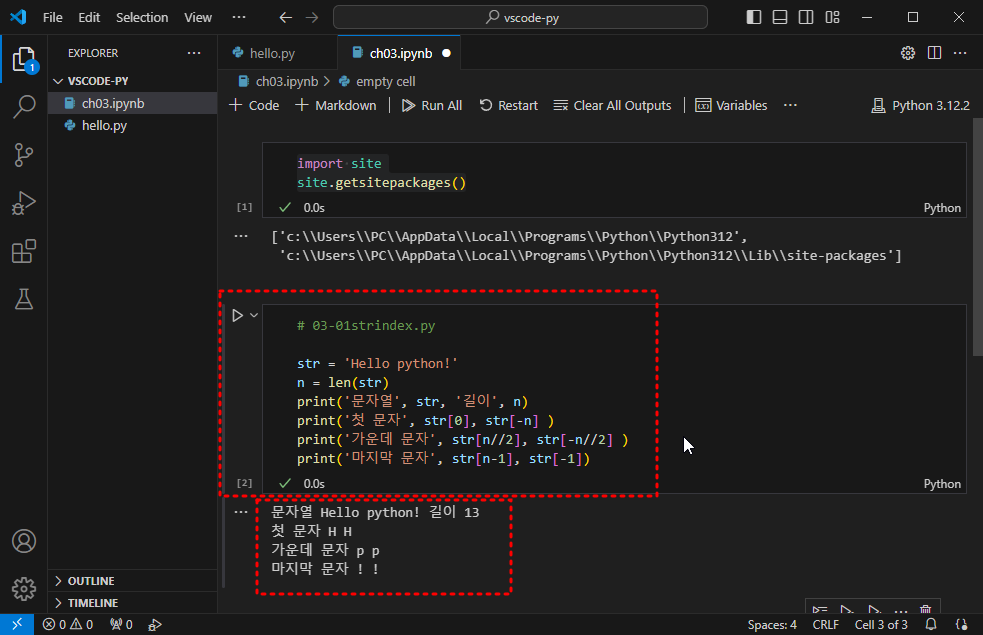 File Edit Selection View ... vscode-py
EXPLORER ...
1
VSCODE-PY
ch03.ipynb
hello.py
OUTLINE
TIMELINE
hello.py ch03.ipynb
ch03.ipynb > empty cell
Code Markdown Run All Restart Clear All Outputs Variables ... Python 3.12.2
import site
site.getsitepackages()
[1] 0.0s Python
['c:\\Users\\PC\\AppData\\Local\\Programs\\Python\\Python312',
'c:\\Users\\PC\\AppData\\Local\\Programs\\Python\\Python312\\Lib\\site-packages']
# 03-01strindex.py
str = 'Hello python!'
n = len(str)
print('문자열', str, '길이', n)
print('첫 문자', str[0], str[-n] )
print('가운데 문자', str[n//2], str[-n//2] )
print('마지막 문자', str[n-1], str[-1])
[2] 0.0s Python
문자열 Hello python! 길이 13
첫 문자 H H
가운데 문자 p p
마지막 문자 ! !
0 0 0 Spaces: 4 CRLF Cell 3 of 3